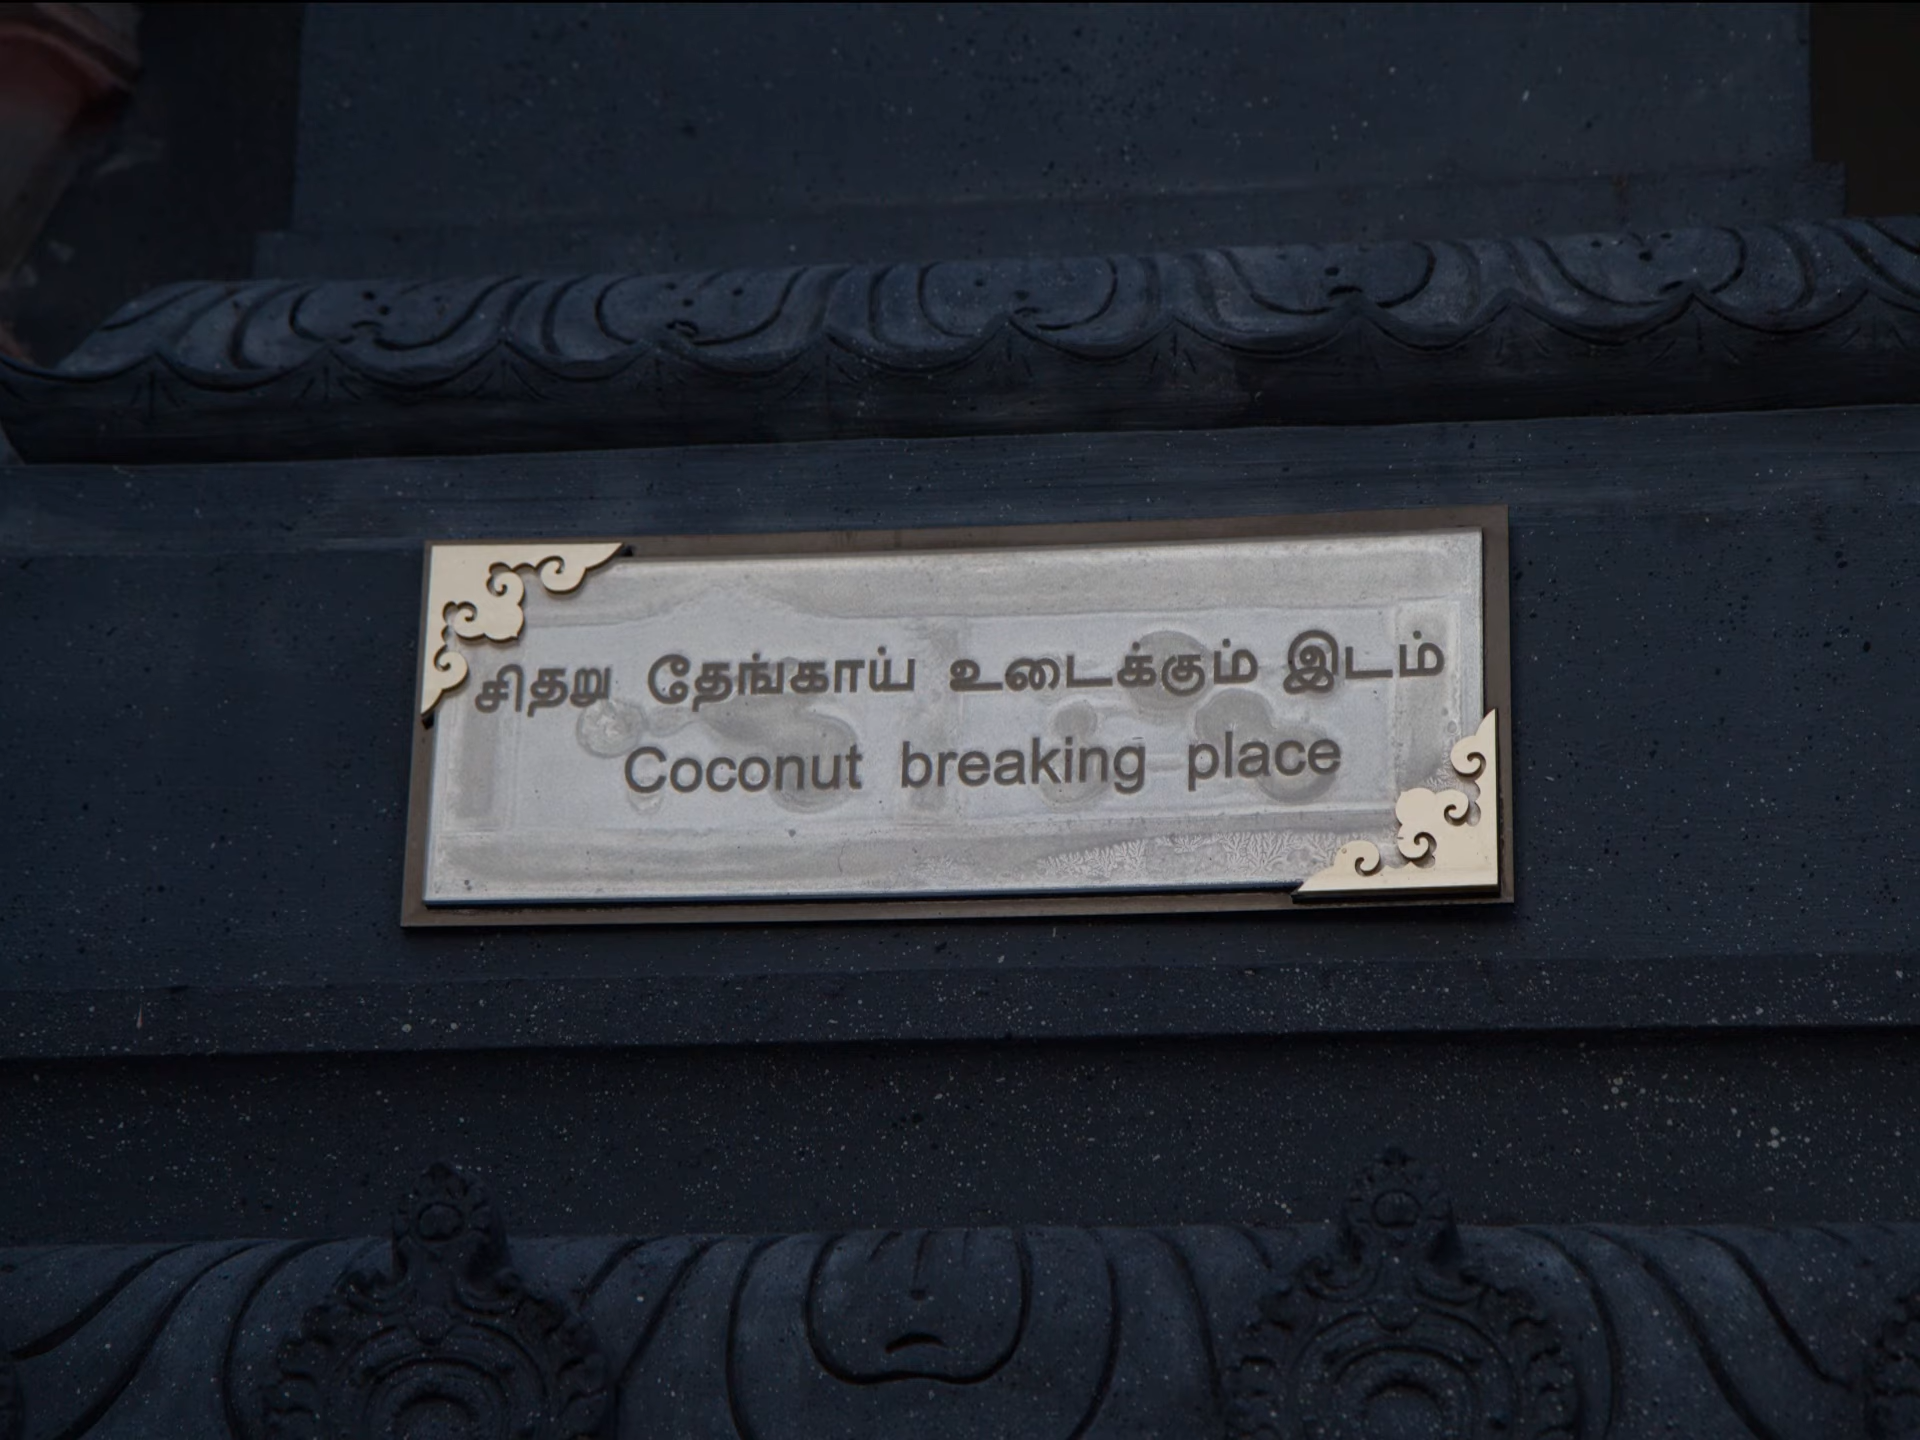 சிதறு தேங்காய் உடைக்கும் இடம்
Coconut breaking place